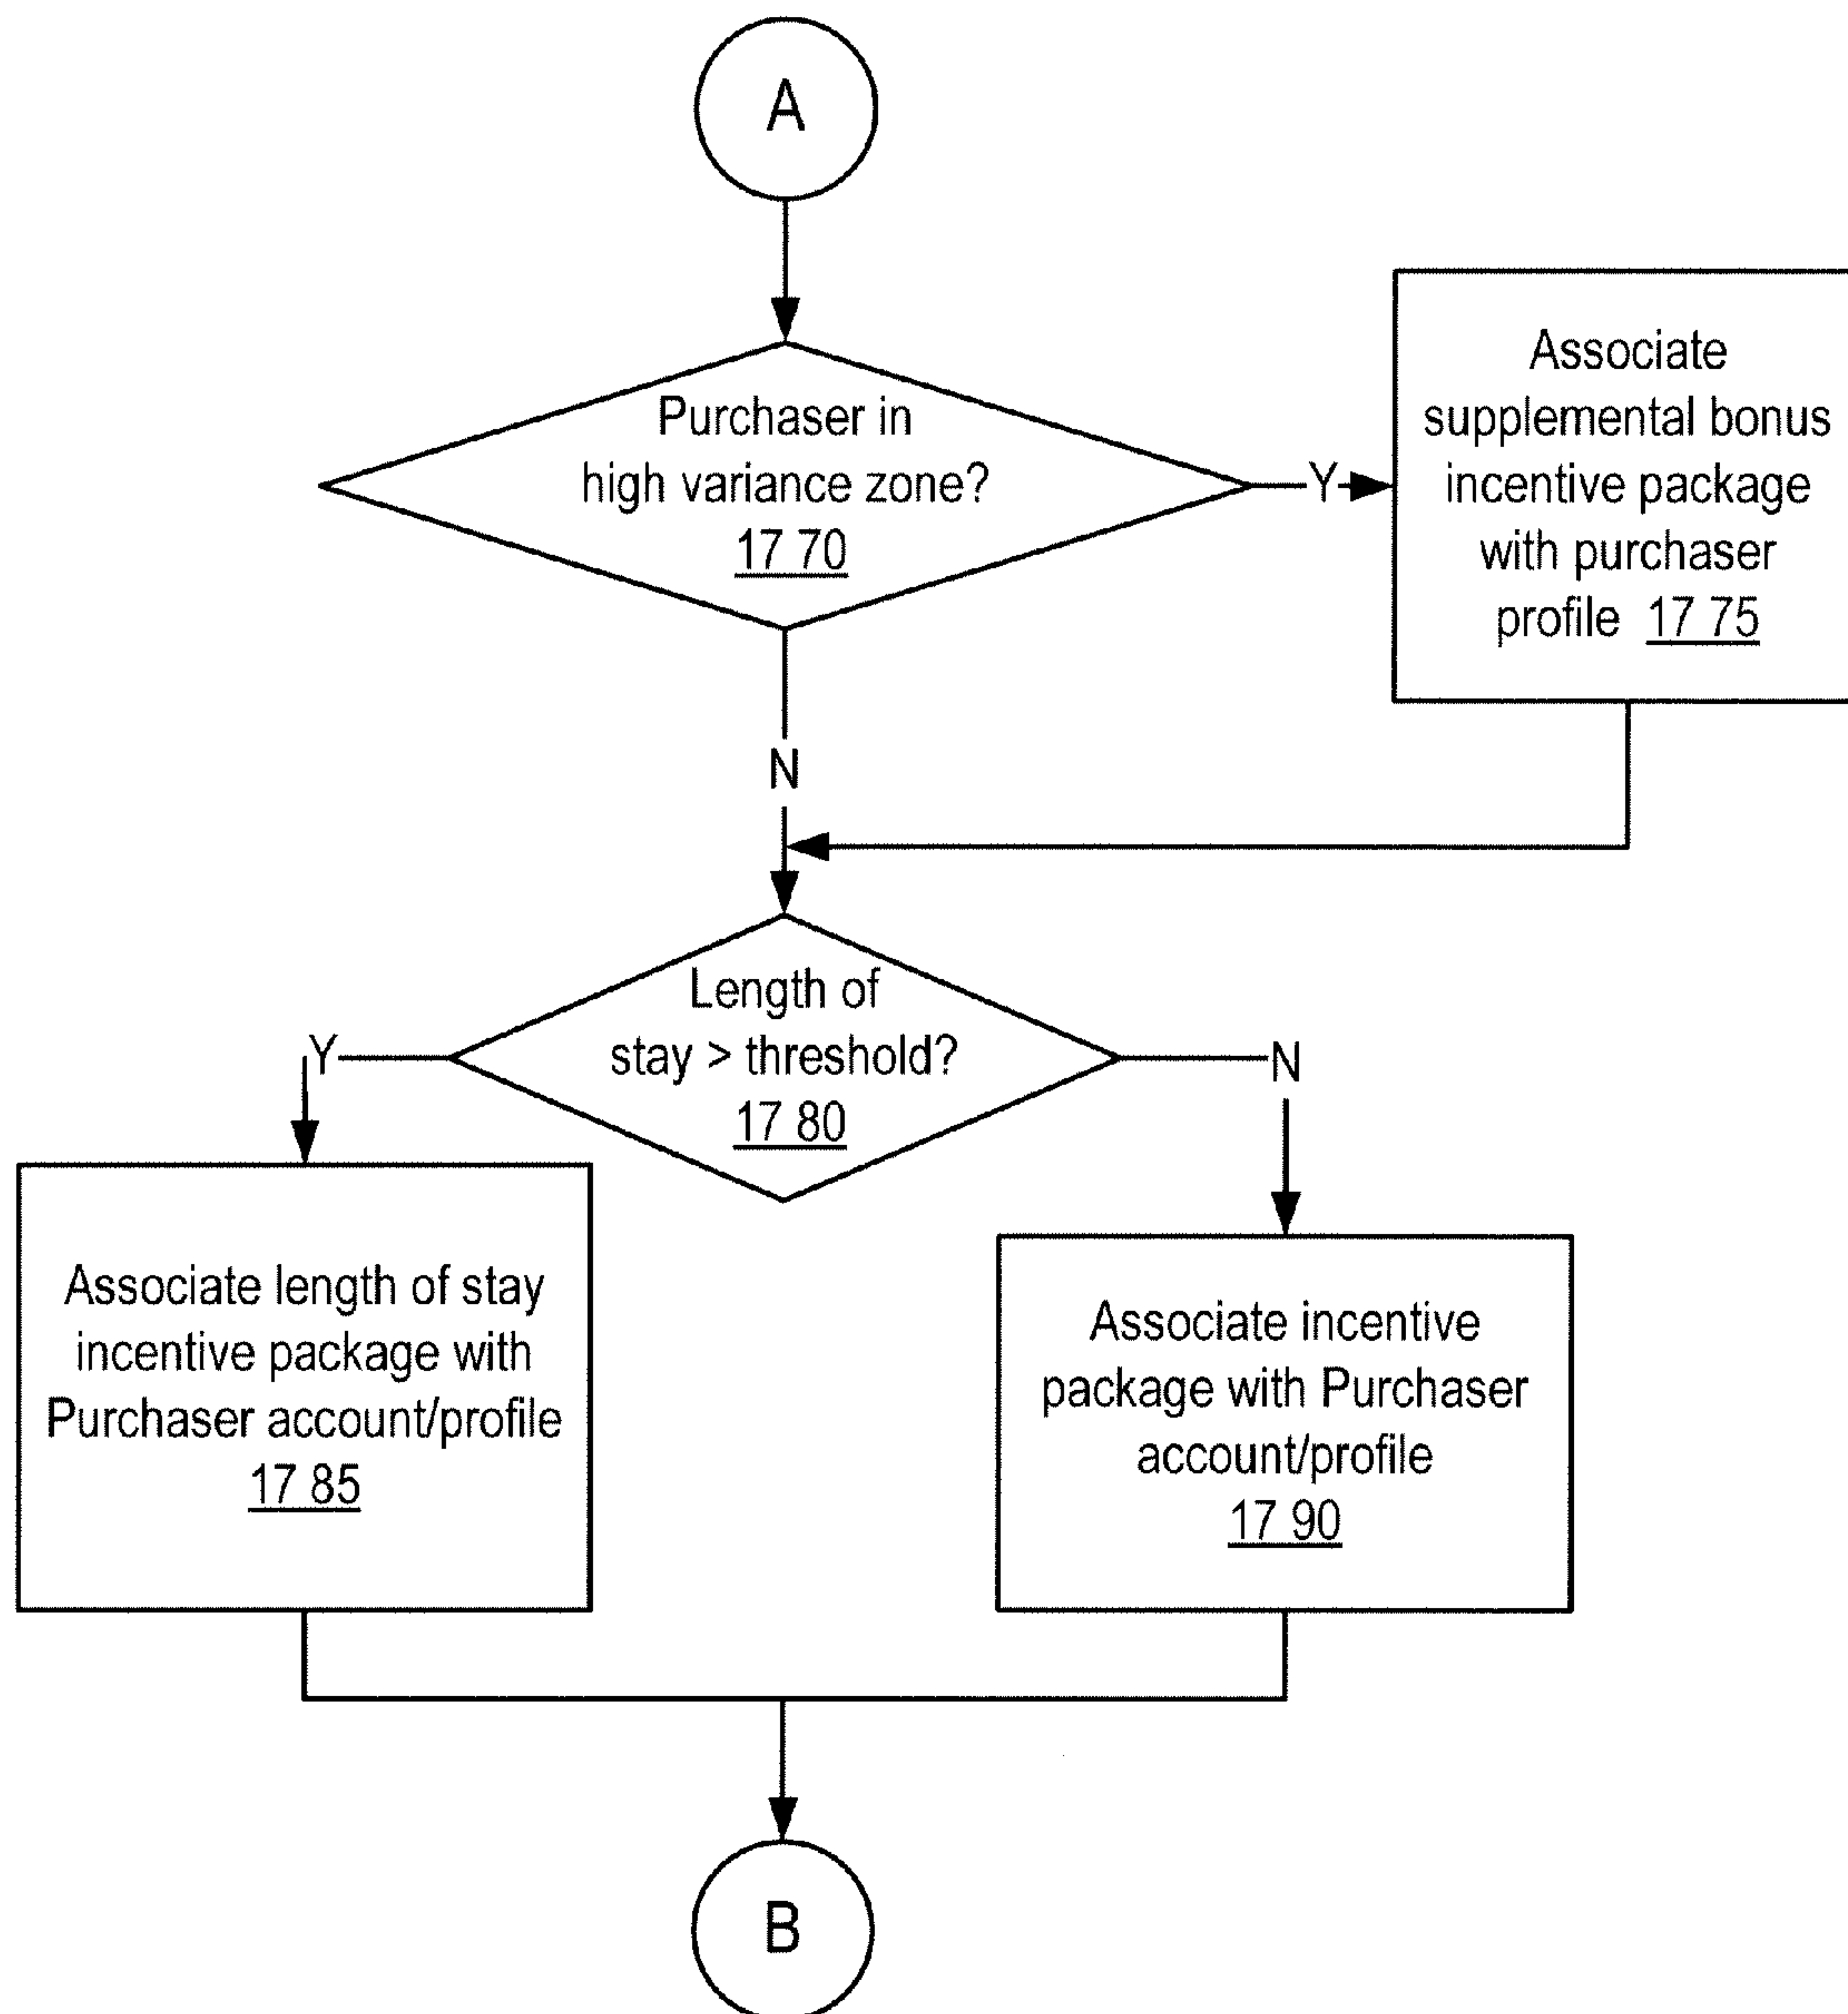 A
Purchaser in
high variance zone?
17 70
Y
Associate
supplemental bonus
incentive package
with purchaser
profile 17 75
N
Length of
stay > threshold?
17 80
Y
N
Associate length of stay
incentive package with
Purchaser account/profile
17 85
Associate incentive
package with Purchaser
account/profile
17 90
B